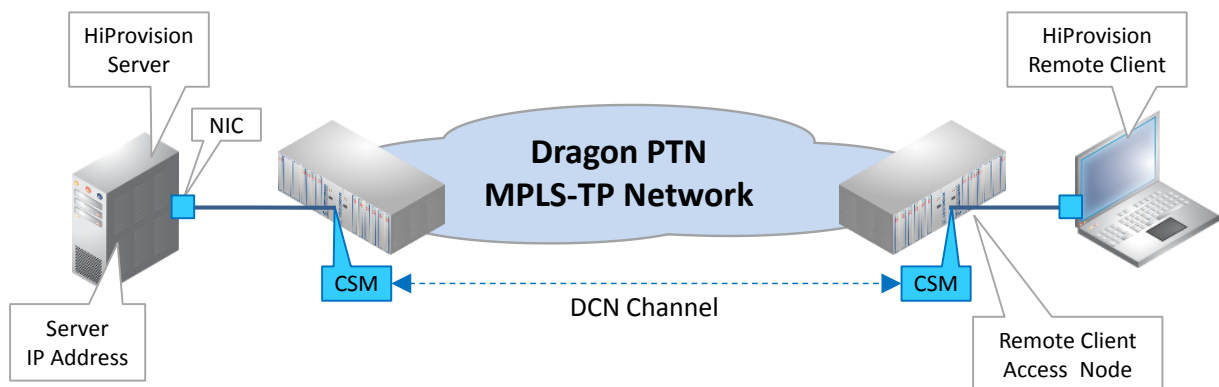 HiProvision
Server
NIC
Dragon PTN
MPLS-TP Network
HiProvision
Remote Client
CSM
CSM
DCN Channel
Server
IP Address
Remote Client
Access Node